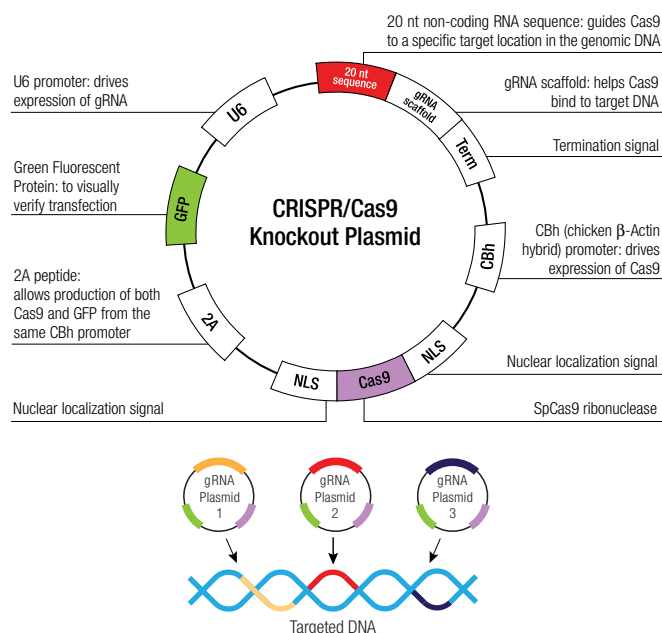 20 nt non-coding RNA sequence: guides Cas9
to a specific target location in the genomic DNA
U6 promoter: drives
expression of gRNA
gRNA scaffold: helps Cas9
bind to target DNA
Termination signal
Green Fluorescent
Protein: to visually
verify transfection
CBh (chicken β-Actin
hybrid) promoter: drives
expression of Cas9
2A peptide:
allows production of both
Cas9 and GFP from the
same CBh promoter
Nuclear localization signal
Nuclear localization signal
SpCas9 ribonuclease
CRISPR/Cas9
Knockout Plasmid
20 nt
sequence
gRNA
scaffold
Term
CBh
NLS
Cas9
NLS
2A
GFP
U6
gRNA
Plasmid
1
gRNA
Plasmid
2
gRNA
Plasmid
3
Targeted DNA